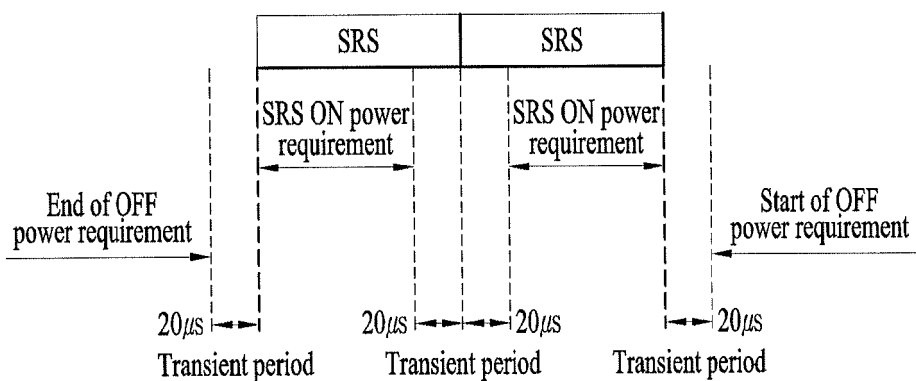 SRS SRS
SRS ON power
requirement
SRS ON power
requirement
End of OFF
power requirement
Start of OFF
power requirement
20μs 20μs 20μs
Transient period Transient period Transient period